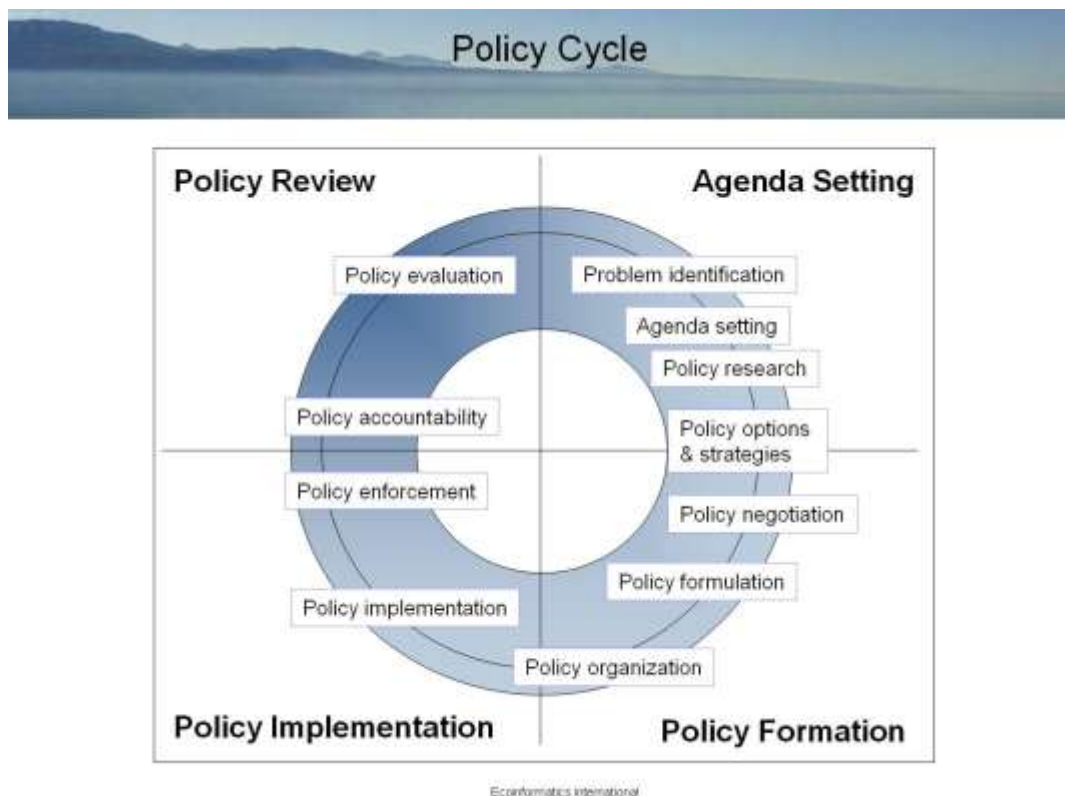 Policy Cycle
Policy Review
Agenda Setting
Policy evaluation
Problem identification
Agenda setting
Policy research
Policy accountability
Policy options
& strategies
Policy enforcement
Policy negotiation
Policy formulation
Policy implementation
Policy organization
Policy Implementation
Policy Formation
Ecoinformatics International